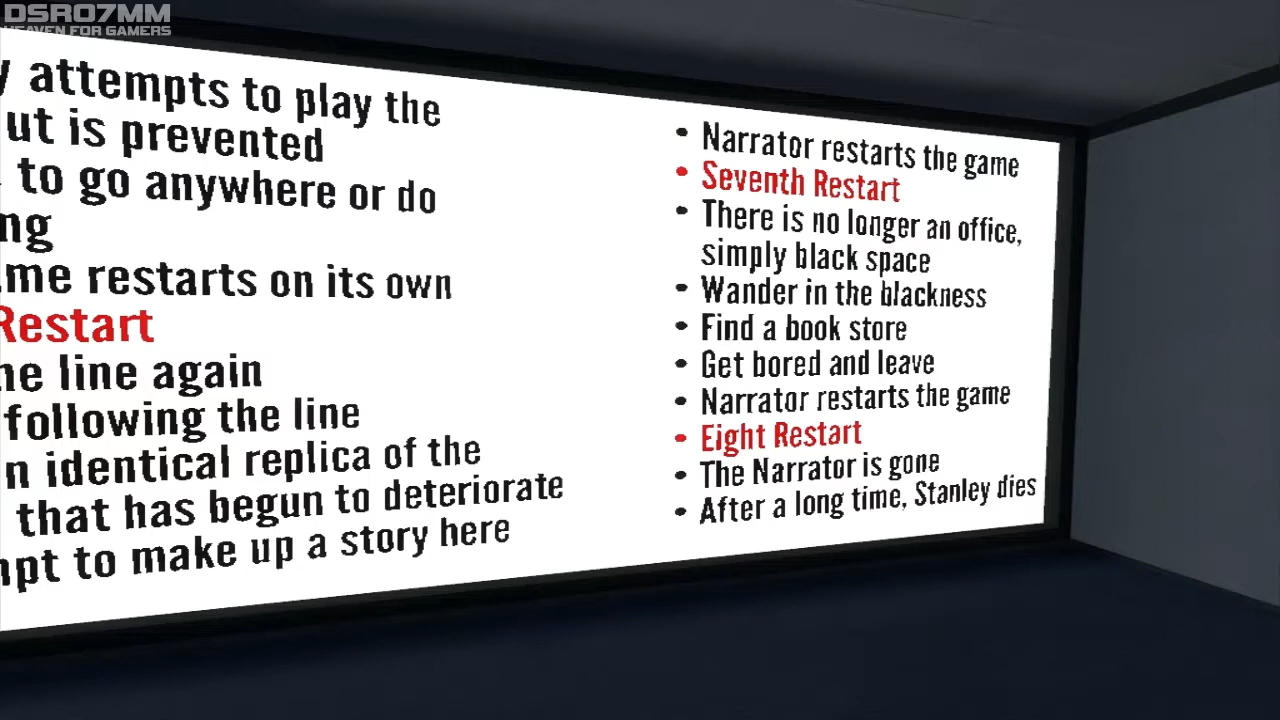 DSRO7MM
HEAVEN FOR GAMERS
attempts to play the
is prevented
to go anywhere or do
restarts on its own
Restart
line again
following the line
identical replica of the
that has begun to deteriorate
to make up a story here
• Narrator restarts the game
• Seventh Restart
• There is no longer an office,
simply black space
• Wander in the blackness
• Find a book store
• Get bored and leave
• Narrator restarts the game
• Eight Restart
• The Narrator is gone
• After a long time, Stanley dies